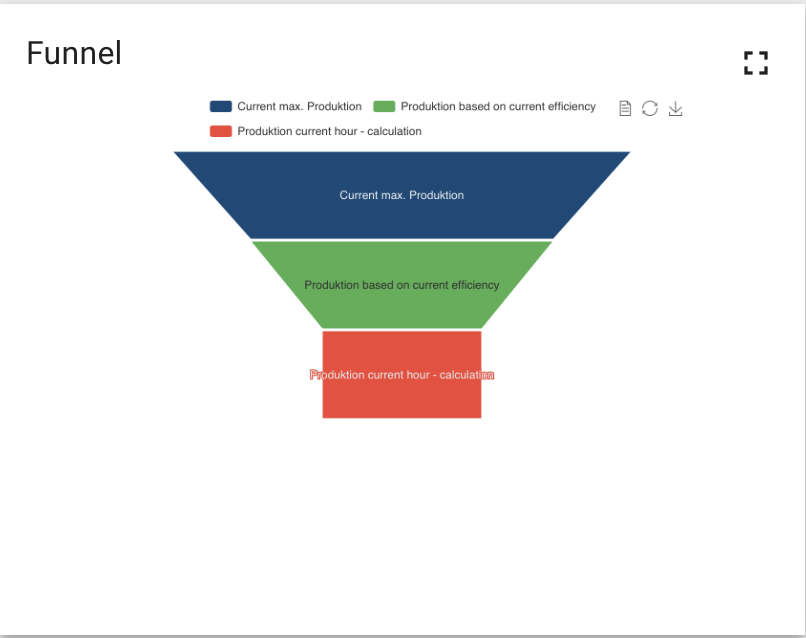 Funnel
Current max. Produktion Produktion based on current efficiency
Produktion current hour - calculation
Current max. Produktion
Produktion based on current efficiency
Produktion current hour - calculation